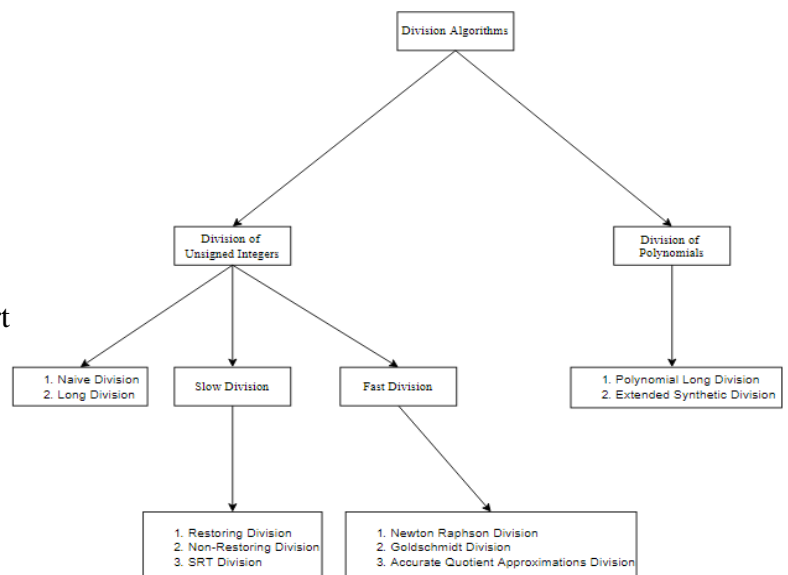 Division Algorithms
Division of
Unsigned Integers
Division of
Polynomials
t
1. Naive Division
2. Long Division
Slow Division
Fast Division
1. Polynomial Long Division
2. Extended Synthetic Division
1. Restoring Division
2. Non-Restoring Division
3. SRT Division
1. Newton Raphson Division
2. Goldschmidt Division
3. Accurate Quotient Approximations Division